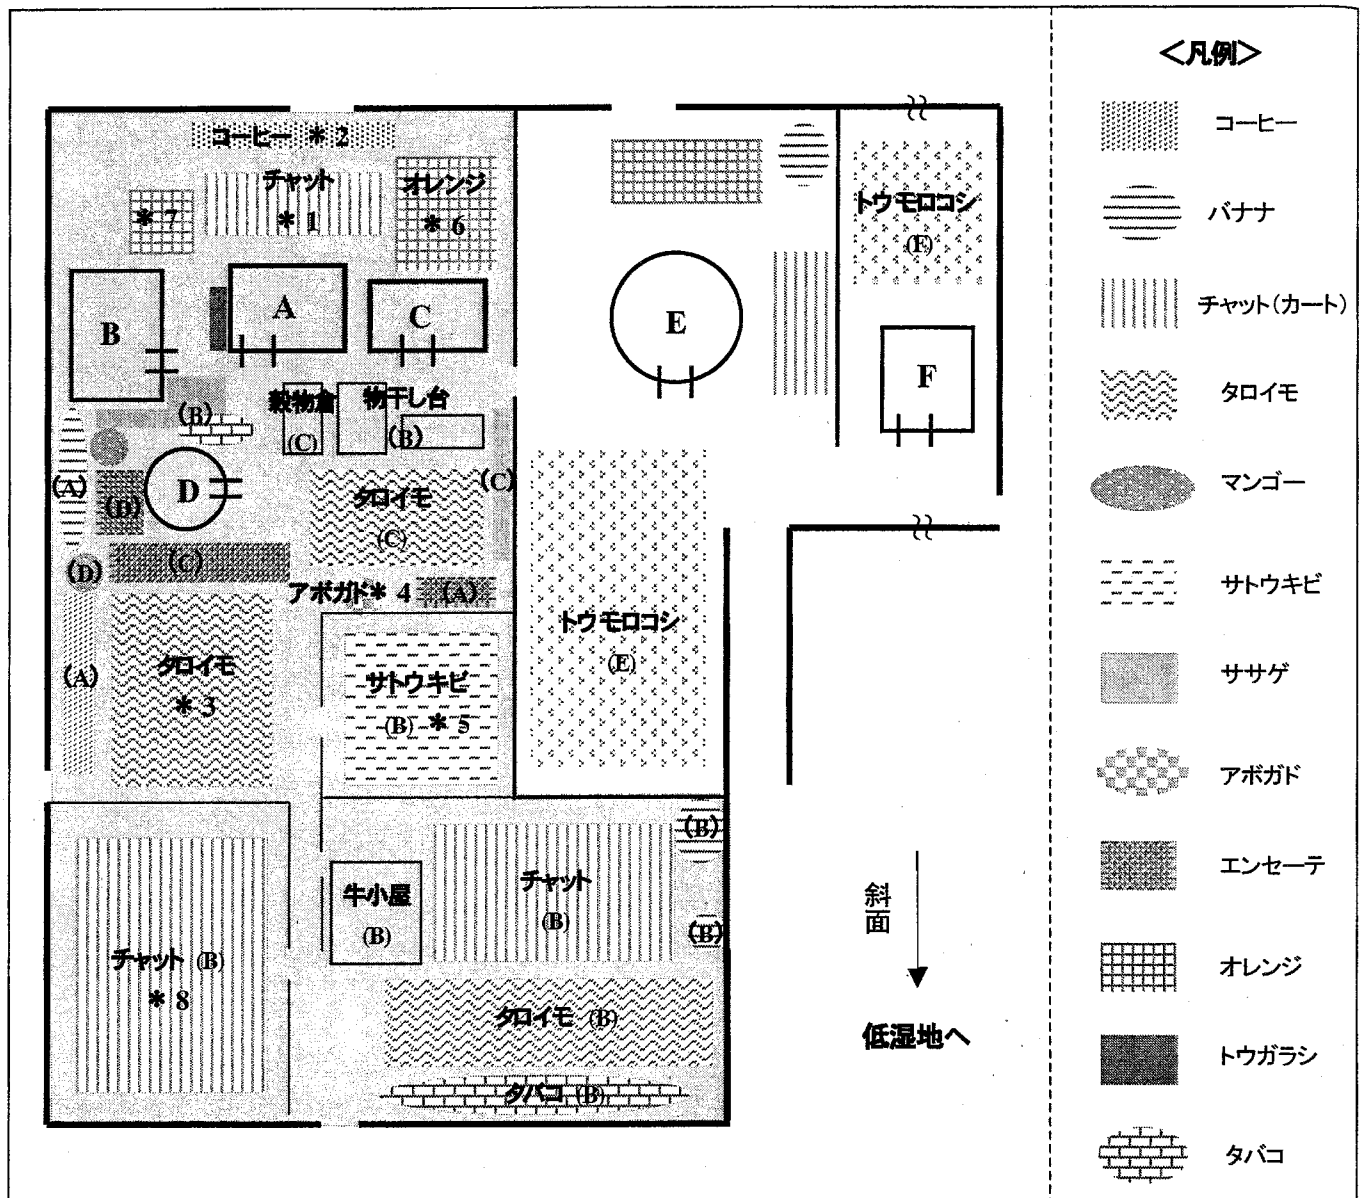 <凡例>
コーヒー
バナナ
チャット(カート)
タロイモ
マンゴー
サトウキビ
ササゲ
アボガド
エンセーテ
オレンジ
トウガラシ
タバコ
コーヒー ＊2
チャット
＊1
オレンジ
＊6
＊7
A
B
C
(B)
穀物倉
(C)
物干し台
(B)
(C)
(A)
(D)
D
タロイモ
(C)
(D)
(C)
アボガド＊4
(A)
(A)
タロイモ
＊3
サトウキビ
(B) ＊5
E
トウモロコシ
(E)
トウモロコシ
(F)
F
チャット (B)
＊8
牛小屋
(B)
チャット
(B)
(B)
(B)
タロイモ (B)
タバコ (B)
斜面
低湿地へ